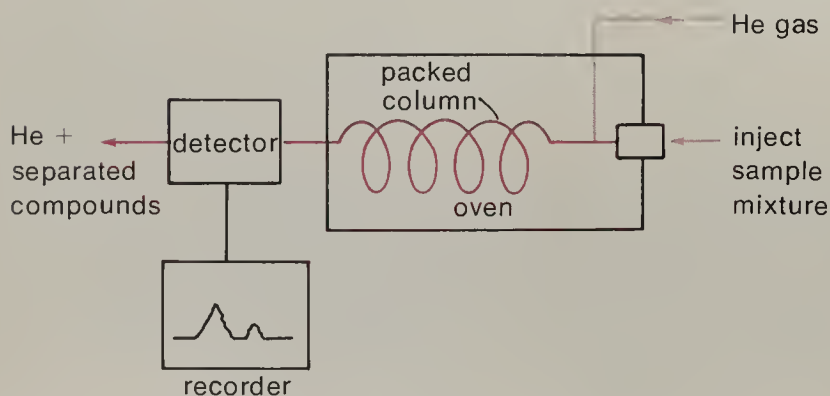 He gas
packed
column
He +
separated
compounds
detector
inject
sample
mixture
oven
recorder